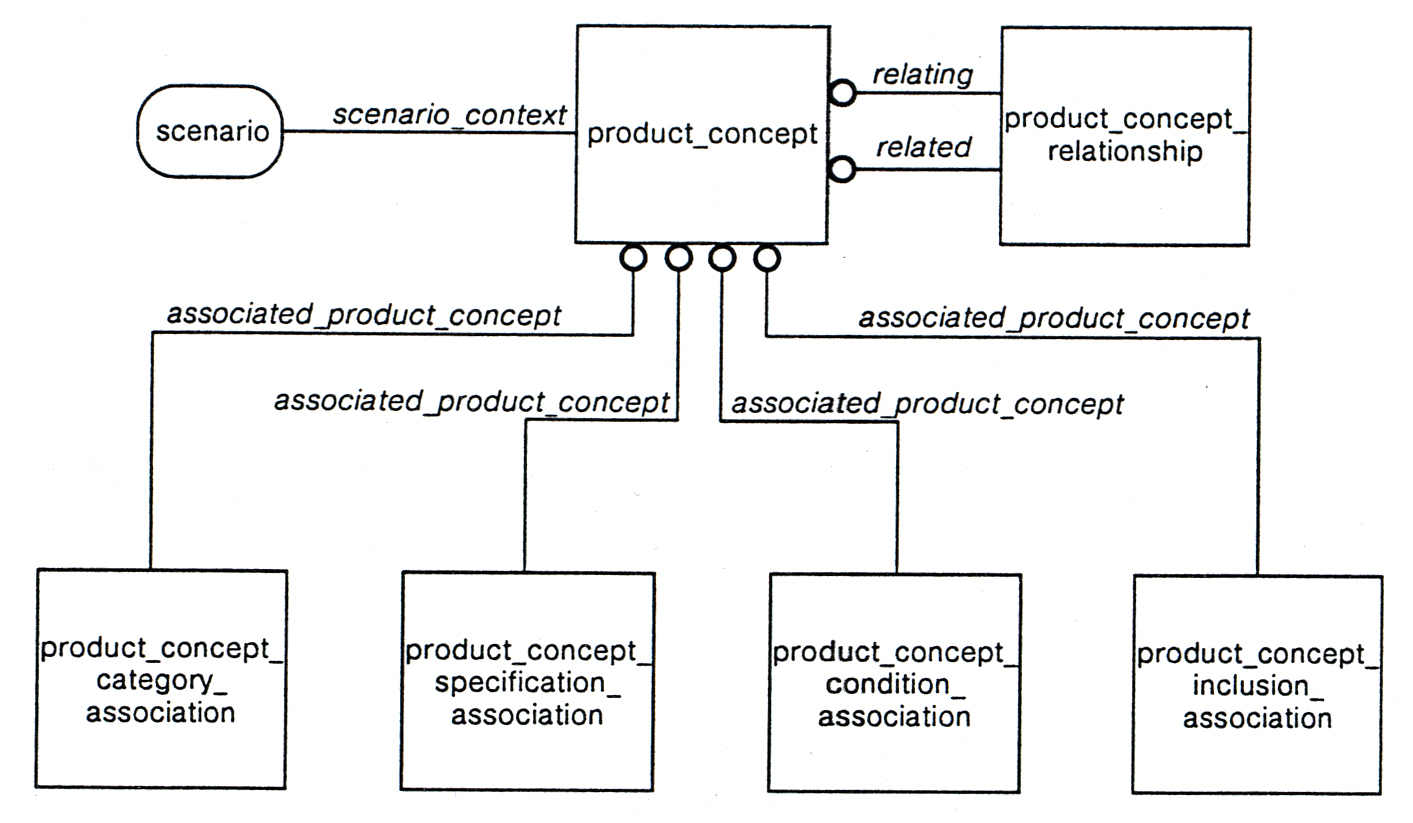 scenario
scenario_context
product_concept
relating
related
product_concept_
relationship
associated_product_concept
associated_product_concept
associated_product_concept
associated_product_concept
product_concept_
category_
association
product_concept_
specification_
association
product_concept_
condition_
association
product_concept_
inclusion_
association